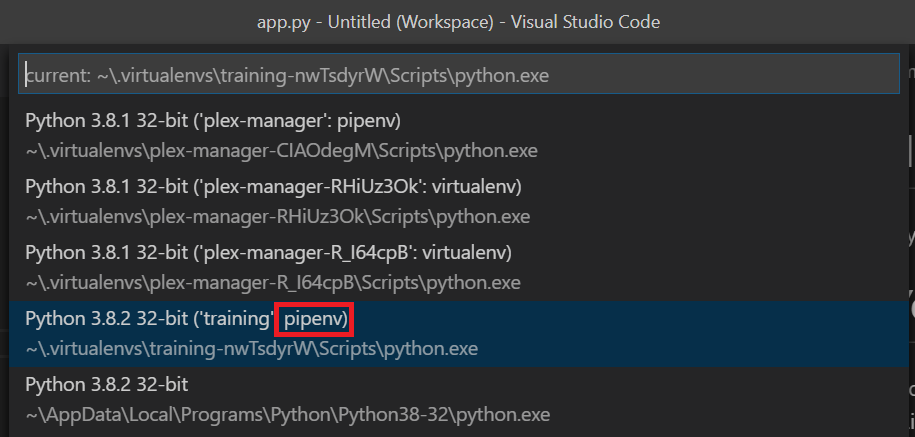 app.py - Untitled (Workspace) - Visual Studio Code
current: ~\.virtualenvs\training-nwTsdyrW\Scripts\python.exe
Python 3.8.1 32-bit ('plex-manager': pipenv)
~\.virtualenvs\plex-manager-CIAOdegM\Scripts\python.exe
Python 3.8.1 32-bit ('plex-manager-RHiUz3Ok': virtualenv)
~\.virtualenvs\plex-manager-RHiUz3Ok\Scripts\python.exe
Python 3.8.1 32-bit ('plex-manager-R_I64cpB': virtualenv)
~\.virtualenvs\plex-manager-R_I64cpB\Scripts\python.exe
Python 3.8.2 32-bit ('training' pipenv)
~\.virtualenvs\training-nwTsdyrW\Scripts\python.exe
Python 3.8.2 32-bit
~\AppData\Local\Programs\Python\Python38-32\python.exe